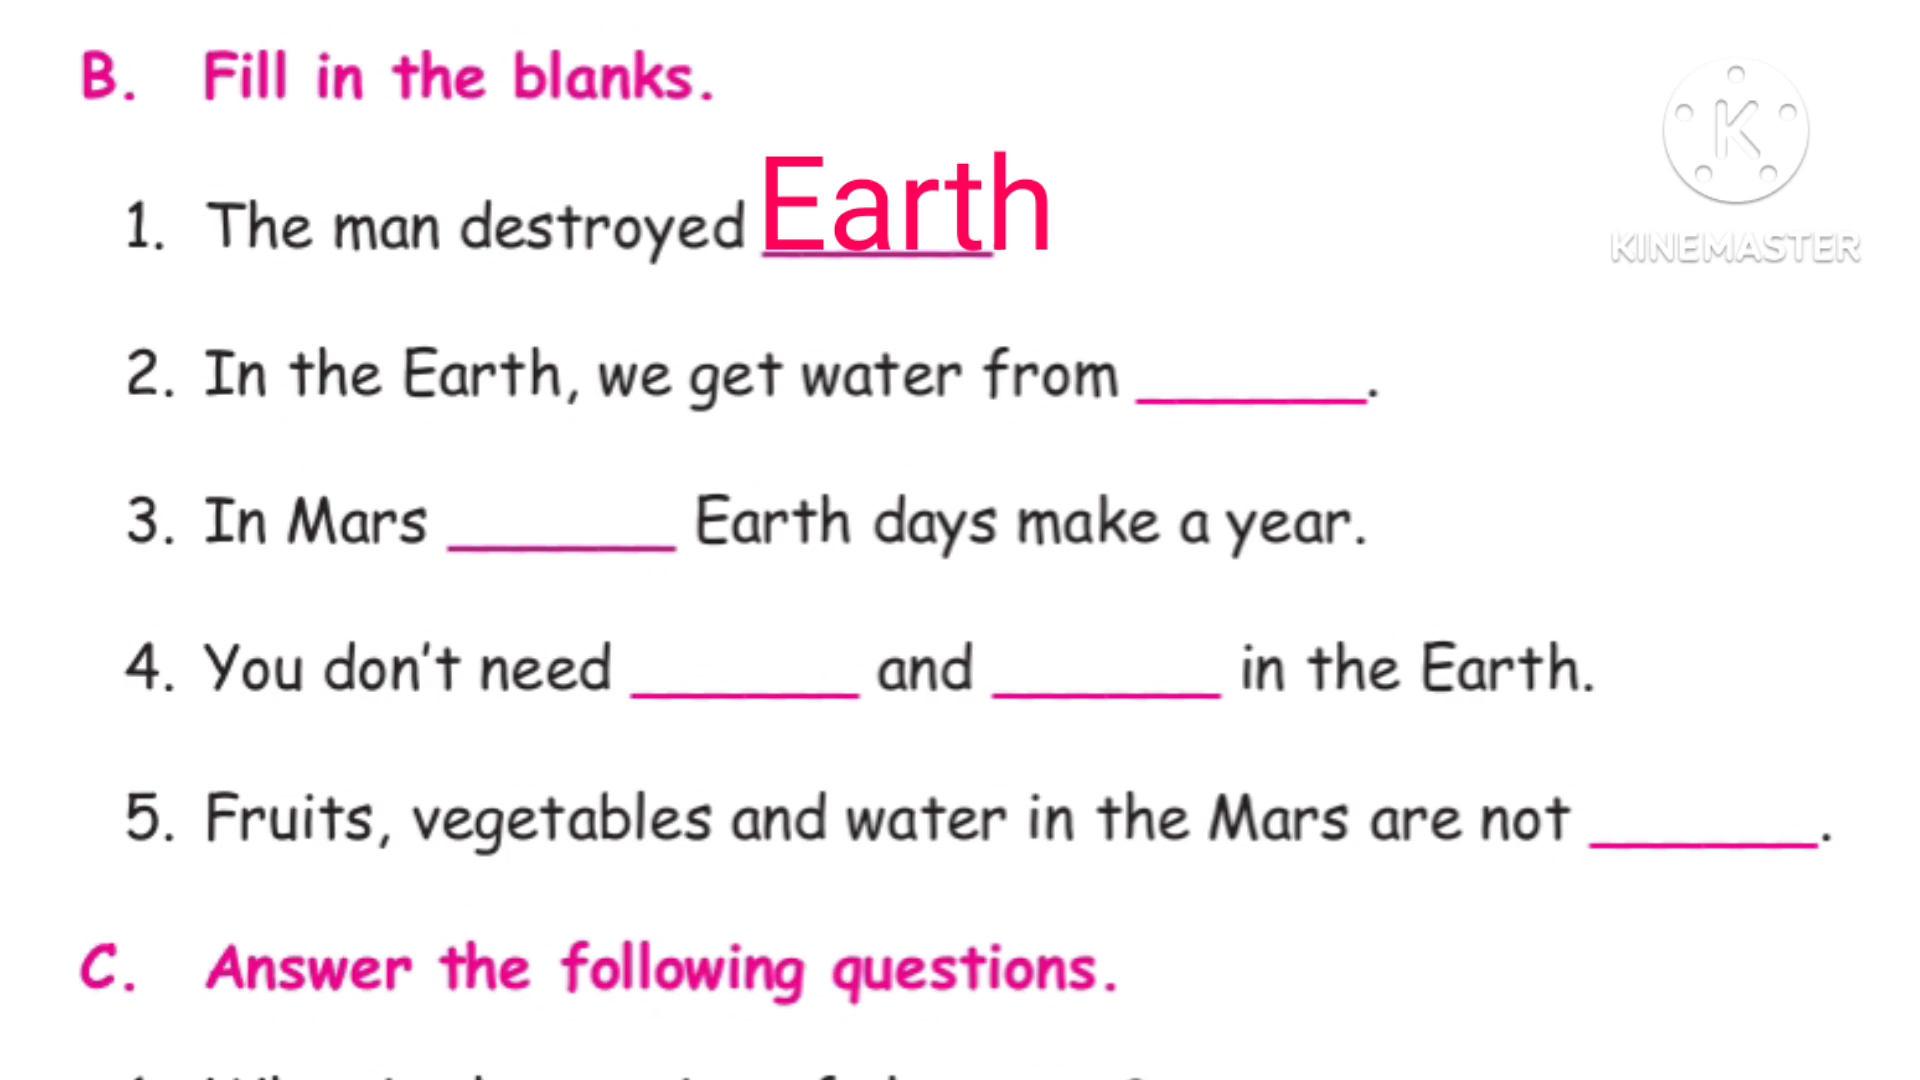 B. Fill in the blanks.
KINEMASTER
1. The man destroyed Earth
2. In the Earth, we get water from ______.
3. In Mars ______ Earth days make a year.
4. You don't need ______ and ______ in the Earth.
5. Fruits, vegetables and water in the Mars are not ______.
C. Answer the following questions.